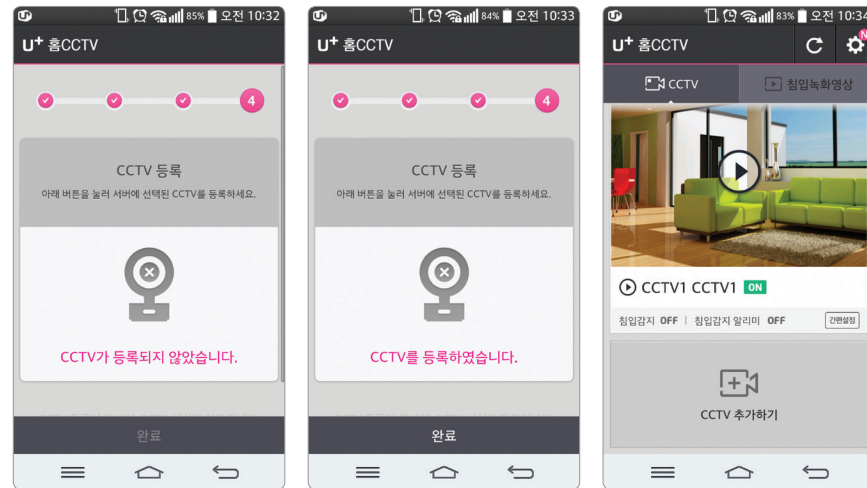 85% 오전 10:32
U+ 홈CCTV
4
CCTV 등록
아래 버튼을 눌러 서버에 선택된 CCTV를 등록하세요.
CCTV가 등록되지 않았습니다.
완료
84% 오전 10:33
U+ 홈CCTV
4
CCTV 등록
아래 버튼을 눌러 서버에 선택된 CCTV를 등록하세요.
CCTV를 등록하였습니다.
완료
83% 오전 10:34
U+ 홈CCTV
N
CCTV 침입녹화영상
CCTV1 CCTV1 ON
침입감지 OFF | 침입감지 알리미 OFF 간편설정
CCTV 추가하기